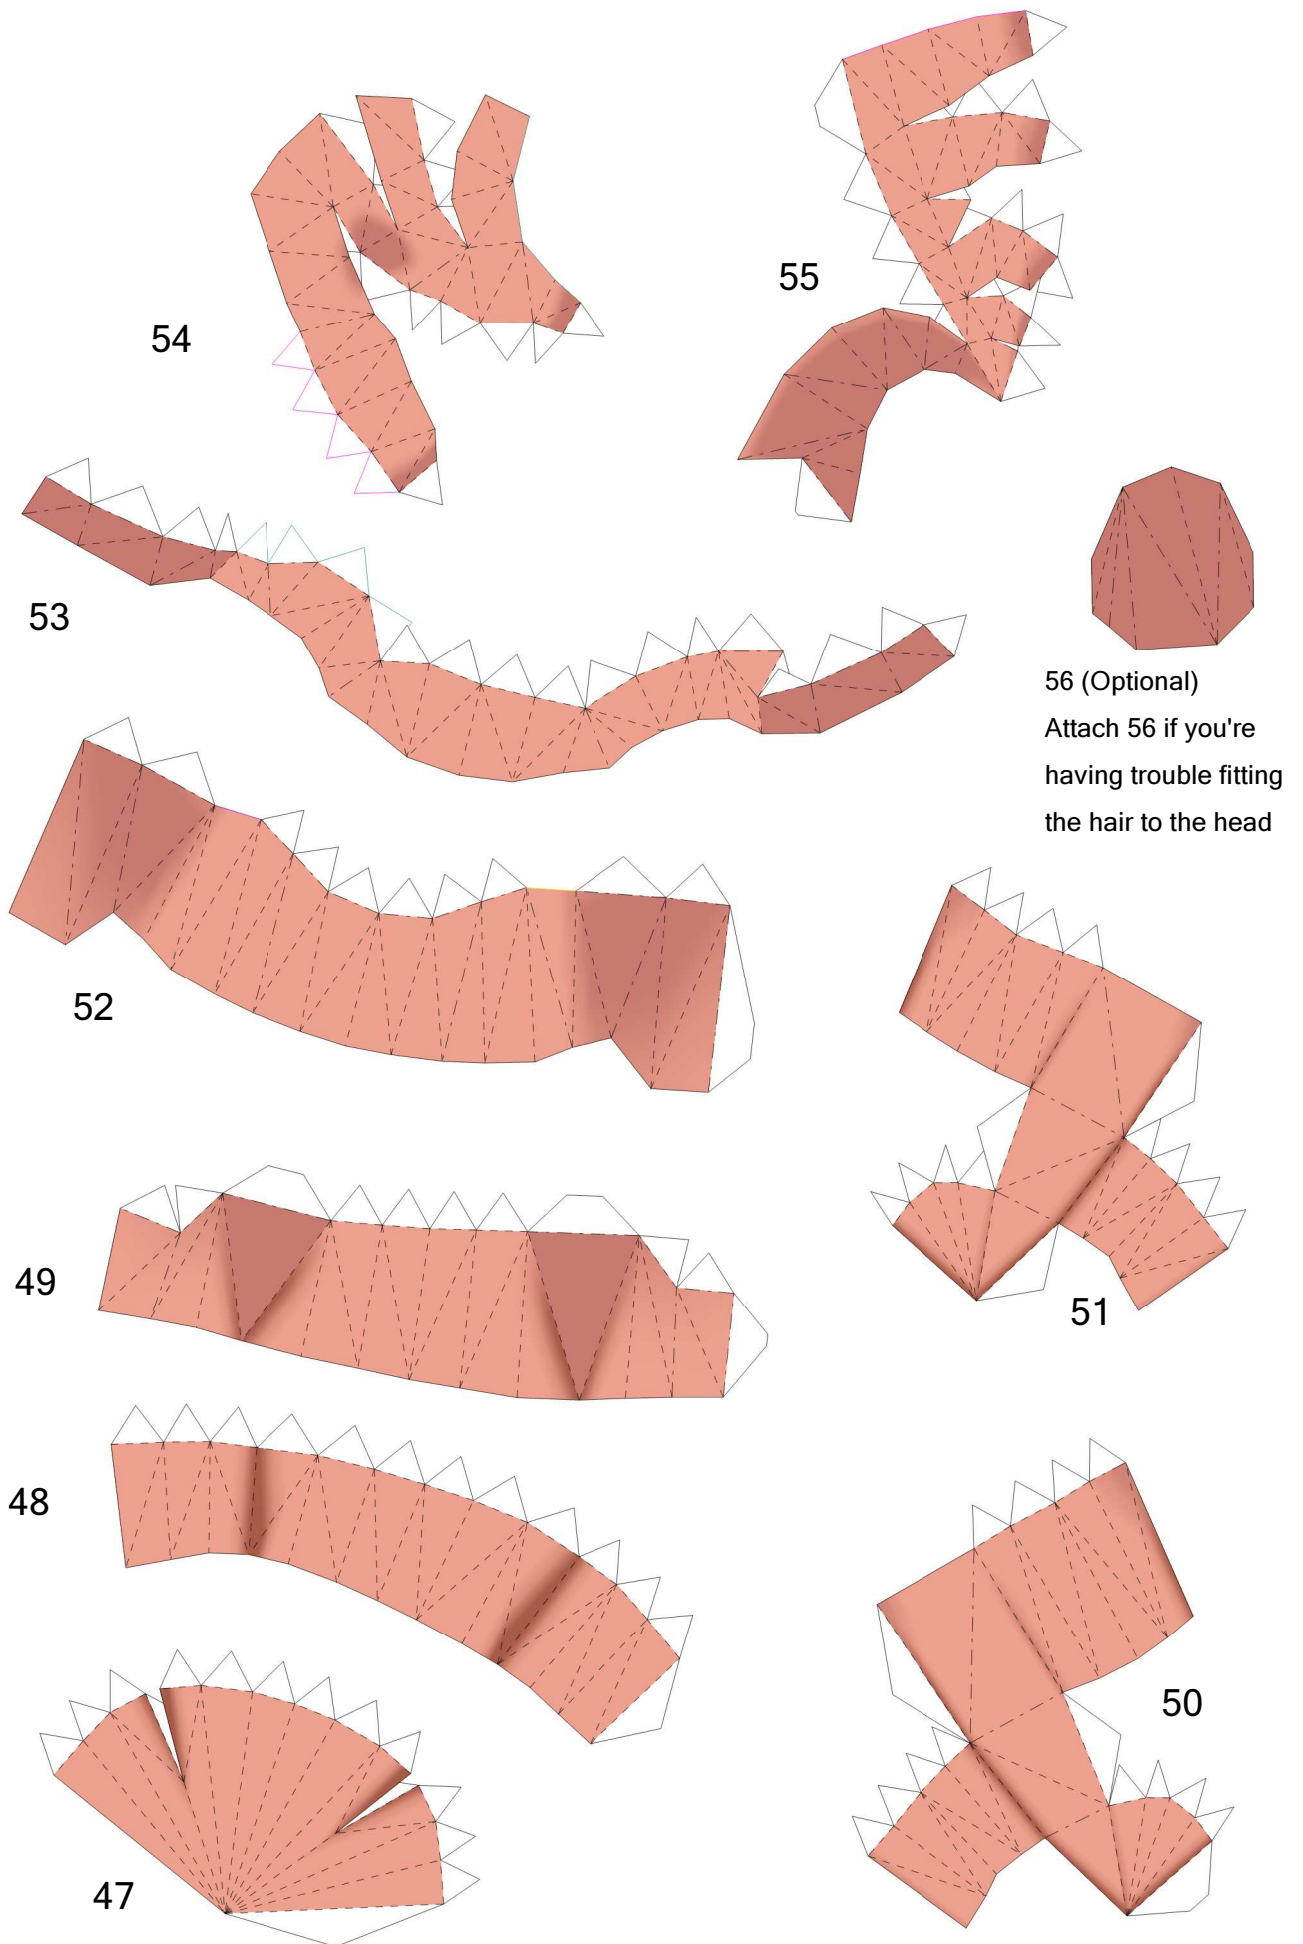 55
54
53
56 (Optional)
Attach 56 if you're
having trouble fitting
the hair to the head
52
49
51
48
50
47